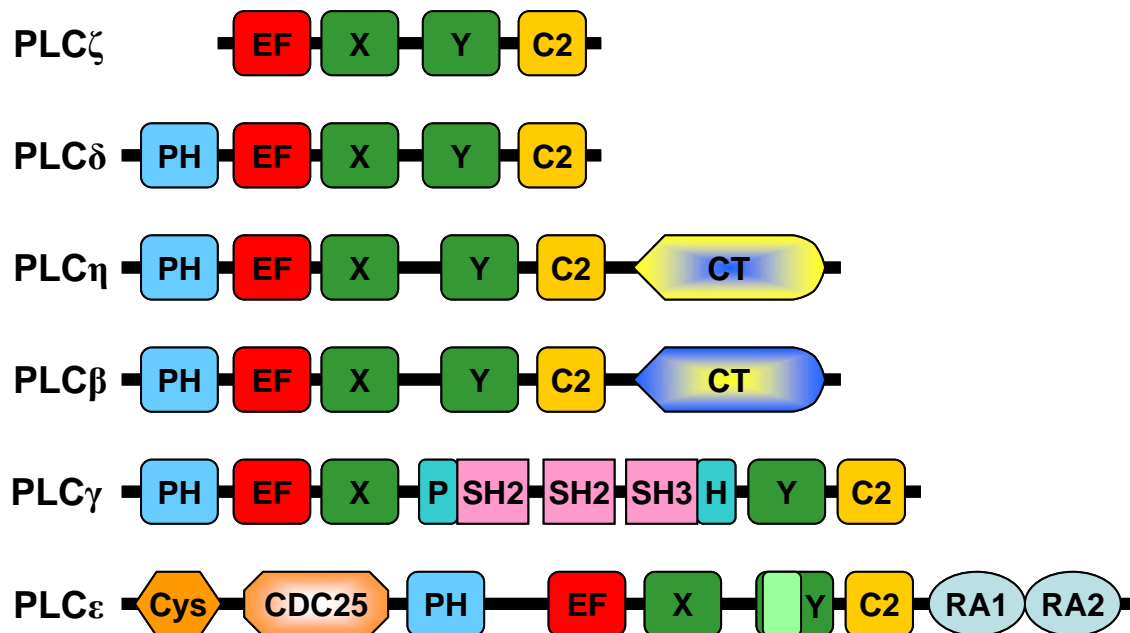 PLCζ EF X Y C2
PLCδ PH EF X Y C2
PLCη PH EF X Y C2 CT
PLCβ PH EF X Y C2 CT
PLCγ PH EF X P SH2 SH2 SH3 H Y C2
PLCε Cys CDC25 PH EF X Y C2 RA1 RA2